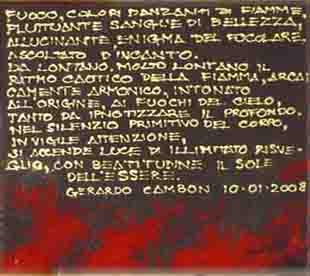 FUOCO, COLORI DANZANTI DI FIAMME,
FLUTTUANTE SANGUE DI BELLEZZA,
ALLUCINANTE, ENIGMA DEL FOCOLARE,
ASCOLTATO D'INCANTO.
DA LONTANO, MOLTO LONTANO IL
RITMO CAOTICO DELLA FIAMMA, ARCAI
CAMENTE ARMONICO, INTONATO
ALL'ORIGINE, AI FUOCHI DEL CIELO,
TANTO DA IPNOTIZZARE IL PROFONDO.
NEL SILENZIO PRIMITIVO DEL CORPO,
IN VIGILE ATTENZIONE,
SI ACCENDE LUCE DI ILLIMITATO RISVE-
GLIO, CON BEATITUDINE IL SOLE
DELL'ESSERE.
GERARDO CAMBON 10-01-2008